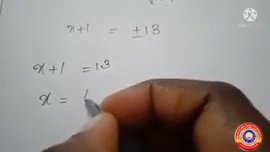 x+1 = ±13
x+1 = 13
x =